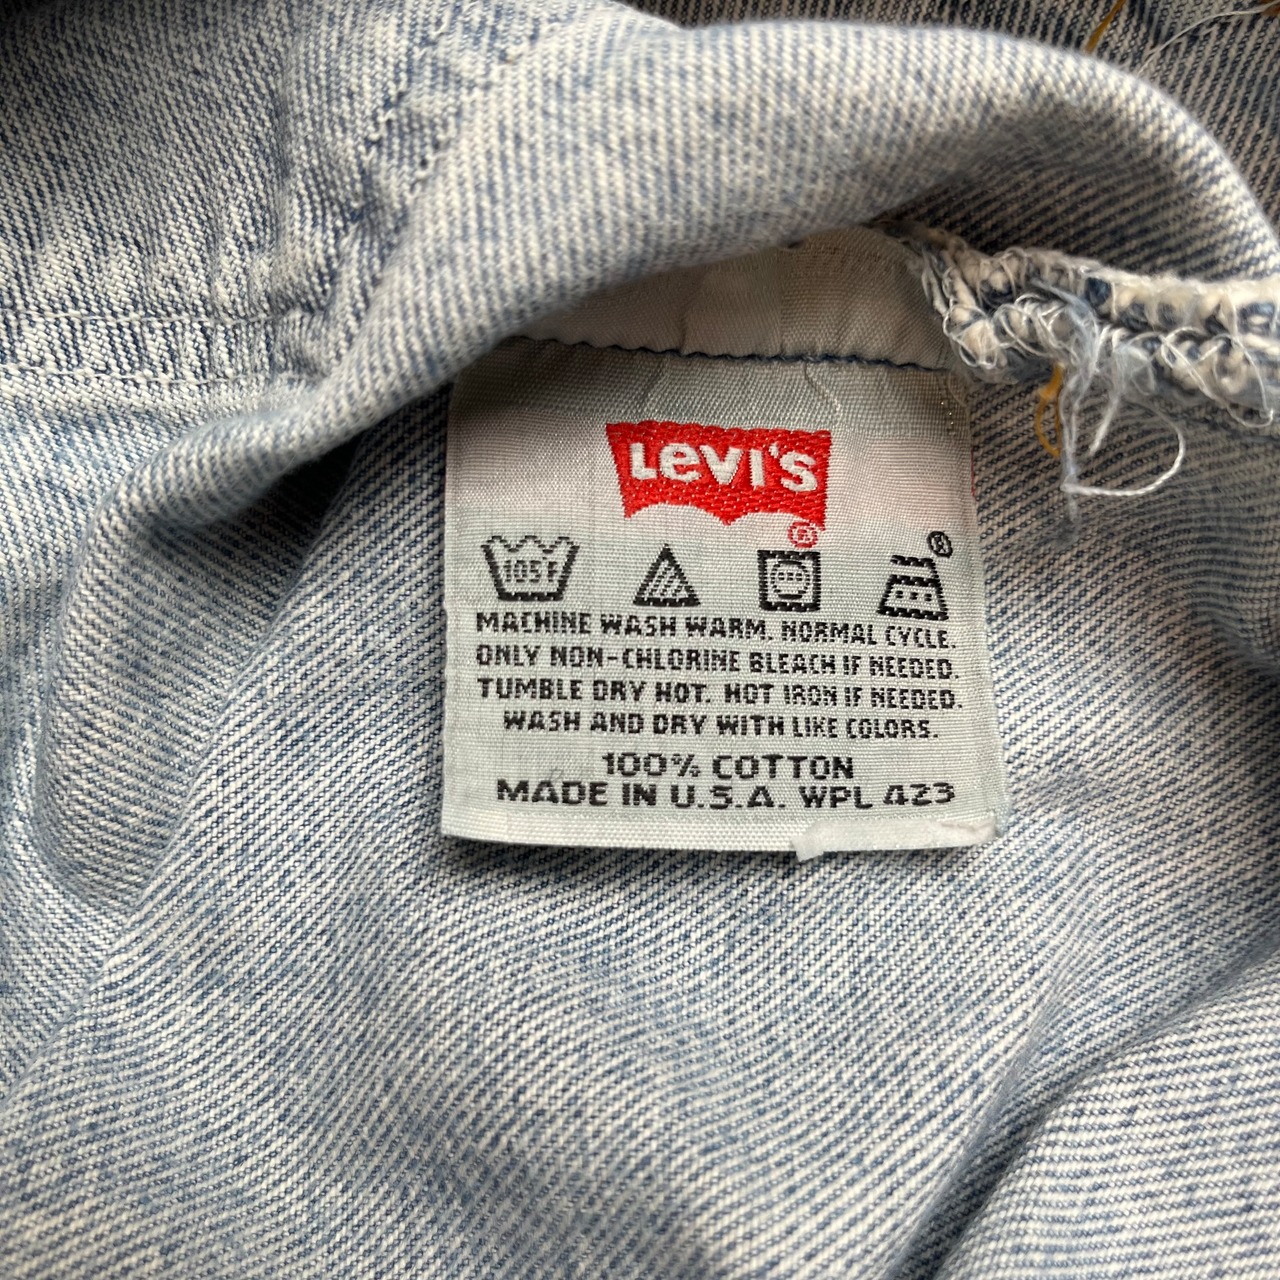 Levi's
®
105°F
®
MACHINE WASH WARM. NORMAL CYCLE.
ONLY NON-CHLORINE BLEACH IF NEEDED.
TUMBLE DRY HOT. HOT IRON IF NEEDED.
WASH AND DRY WITH LIKE COLORS.
100% COTTON
MADE IN U.S.A. WPL 423